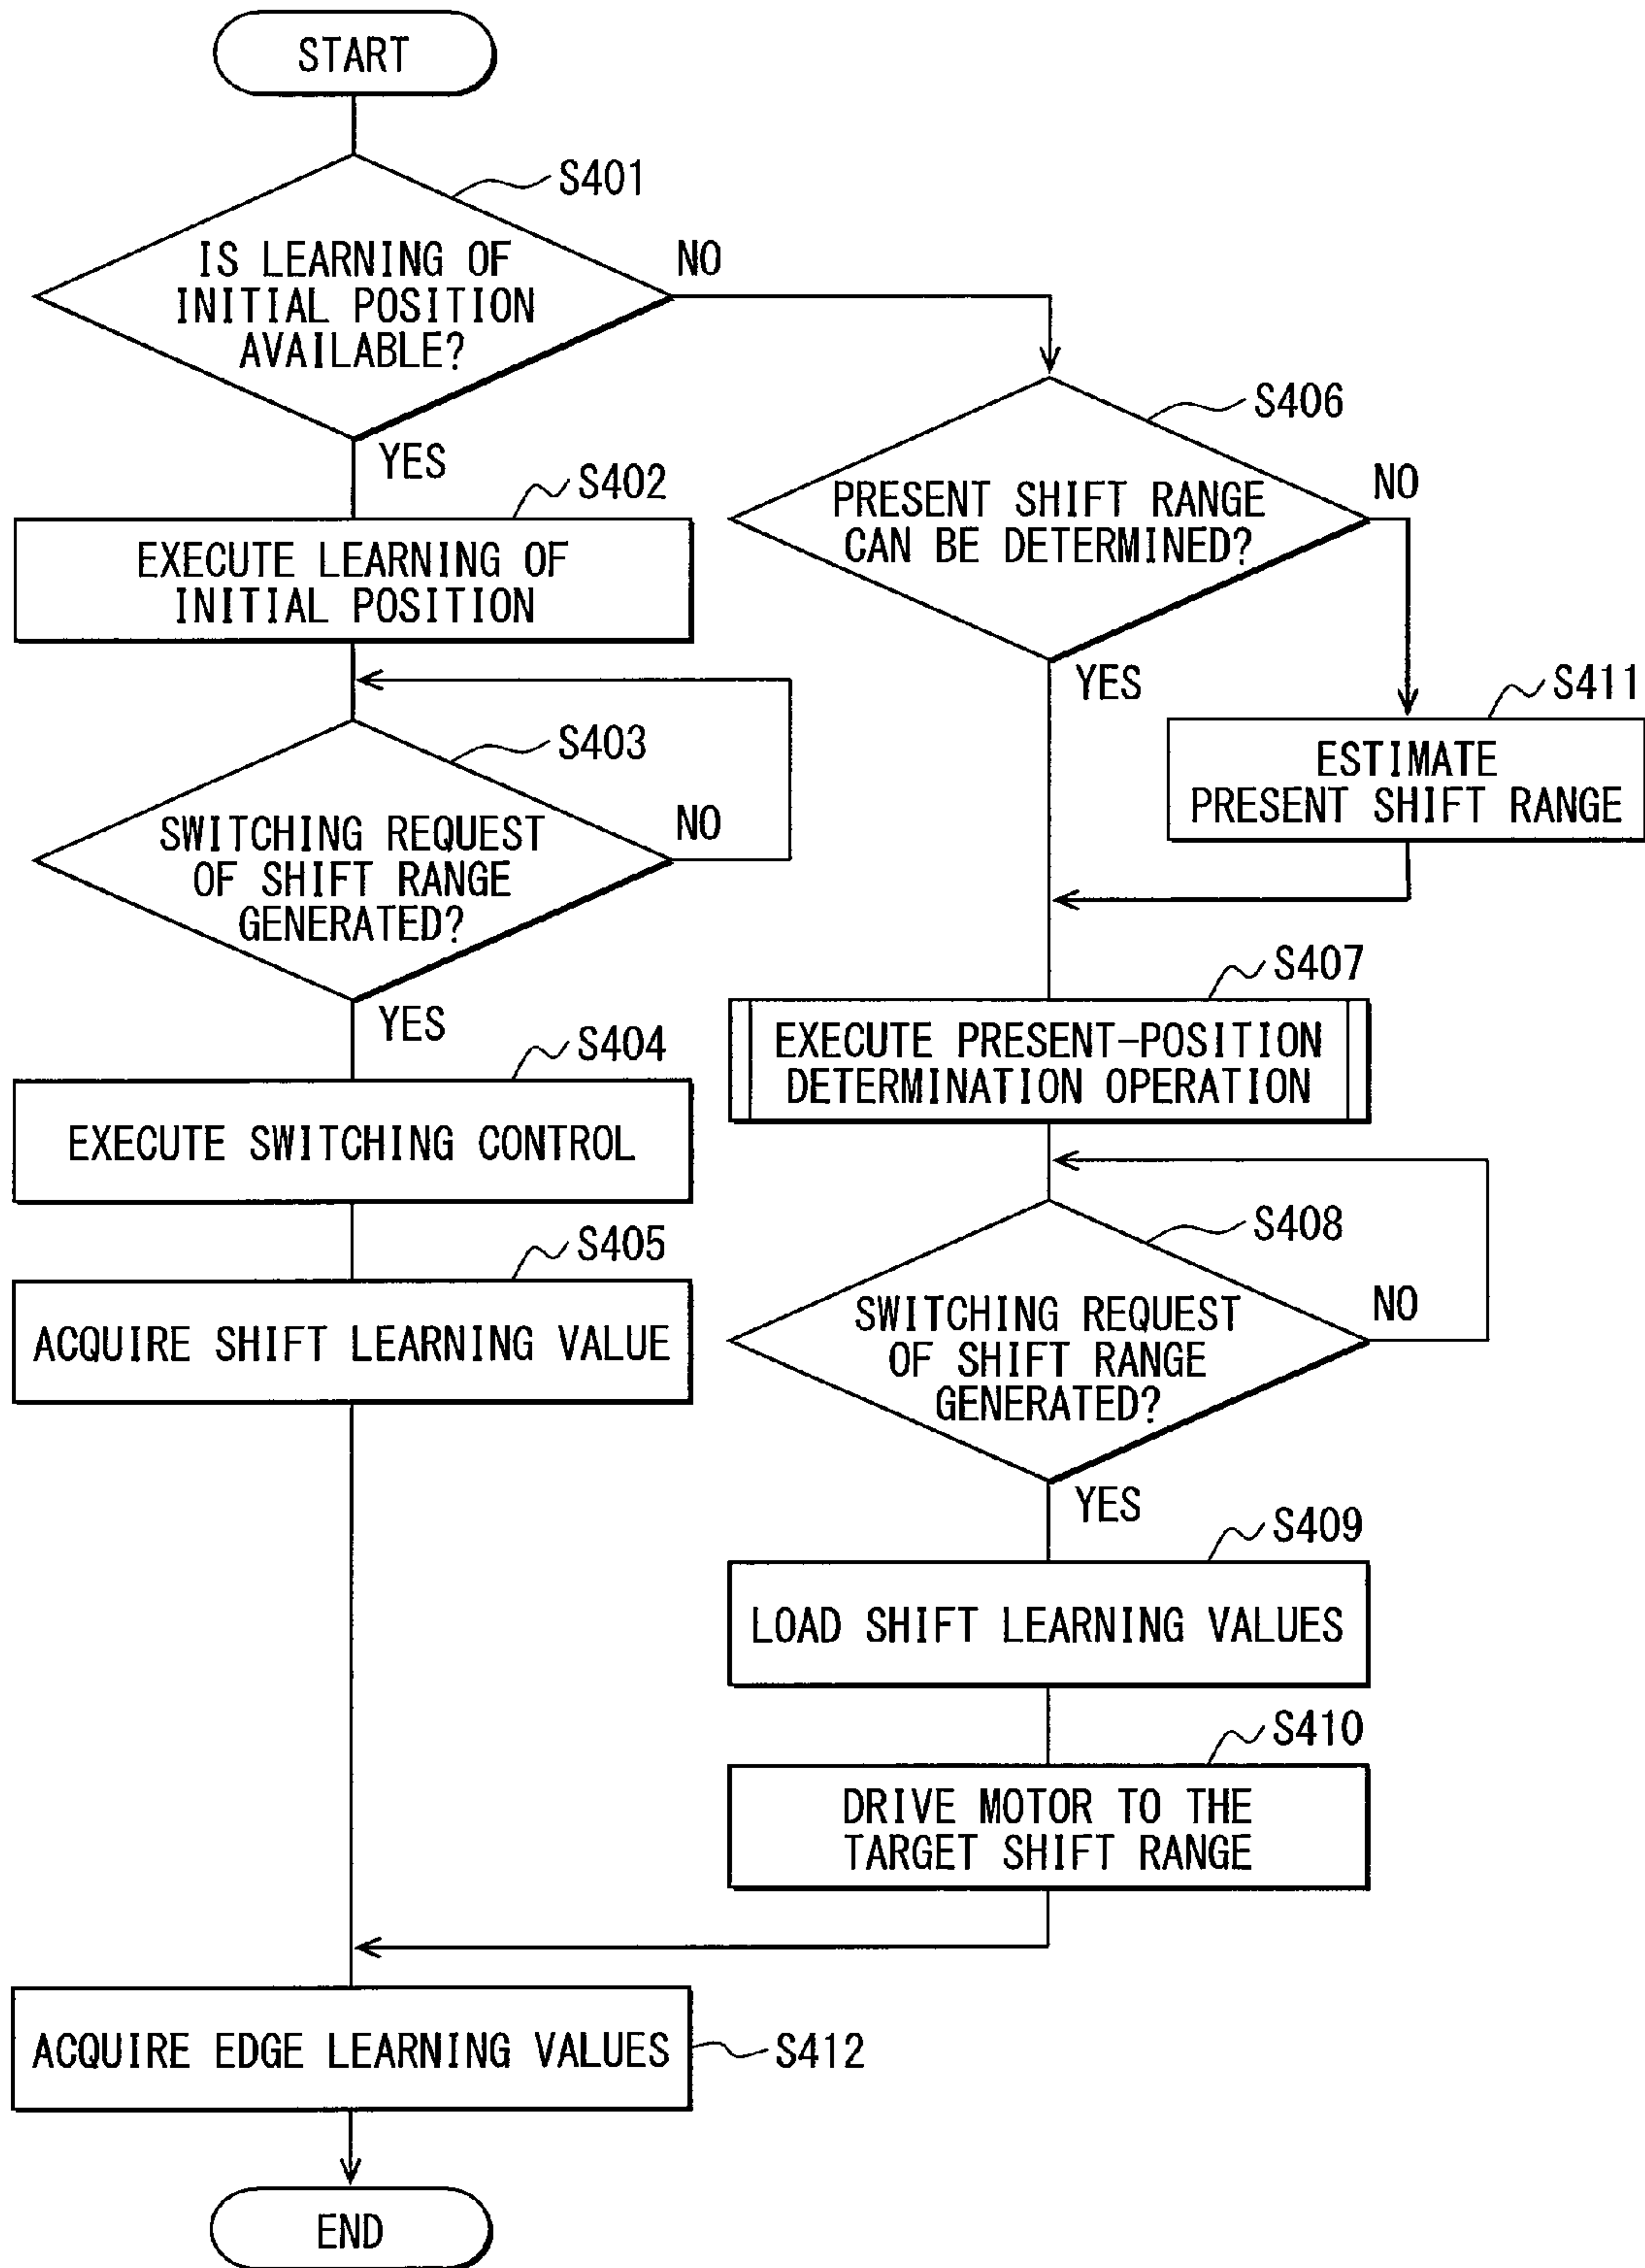 START
S401
IS LEARNING OF
INITIAL POSITION
AVAILABLE?
NO
YES
S402
EXECUTE LEARNING OF
INITIAL POSITION
S403
SWITCHING REQUEST
OF SHIFT RANGE
GENERATED?
NO
YES
S404
EXECUTE SWITCHING CONTROL
S405
ACQUIRE SHIFT LEARNING VALUE
S406
PRESENT SHIFT RANGE
CAN BE DETERMINED?
NO
YES
S411
ESTIMATE
PRESENT SHIFT RANGE
S407
EXECUTE PRESENT-POSITION
DETERMINATION OPERATION
S408
SWITCHING REQUEST
OF SHIFT RANGE
GENERATED?
NO
YES
S409
LOAD SHIFT LEARNING VALUES
S410
DRIVE MOTOR TO THE
TARGET SHIFT RANGE
ACQUIRE EDGE LEARNING VALUES
S412
END